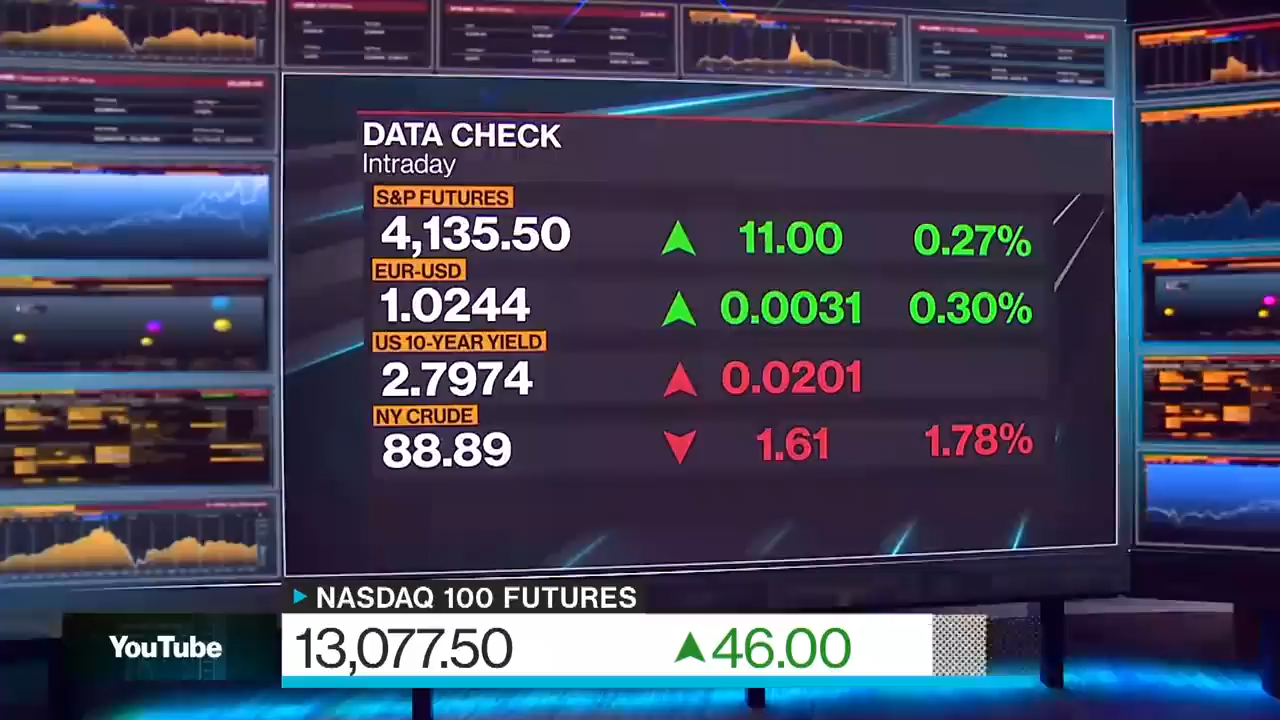 DATA CHECK
Intraday
S&P FUTURES
4,135.50 ▲ 11.00 0.27%
EUR-USD
1.0244 ▲ 0.0031 0.30%
US 10-YEAR YIELD
2.7974 ▲ 0.0201
NY CRUDE
88.89 ▼ 1.61 1.78%
NASDAQ 100 FUTURES
YouTube 13,077.50 ▲46.00